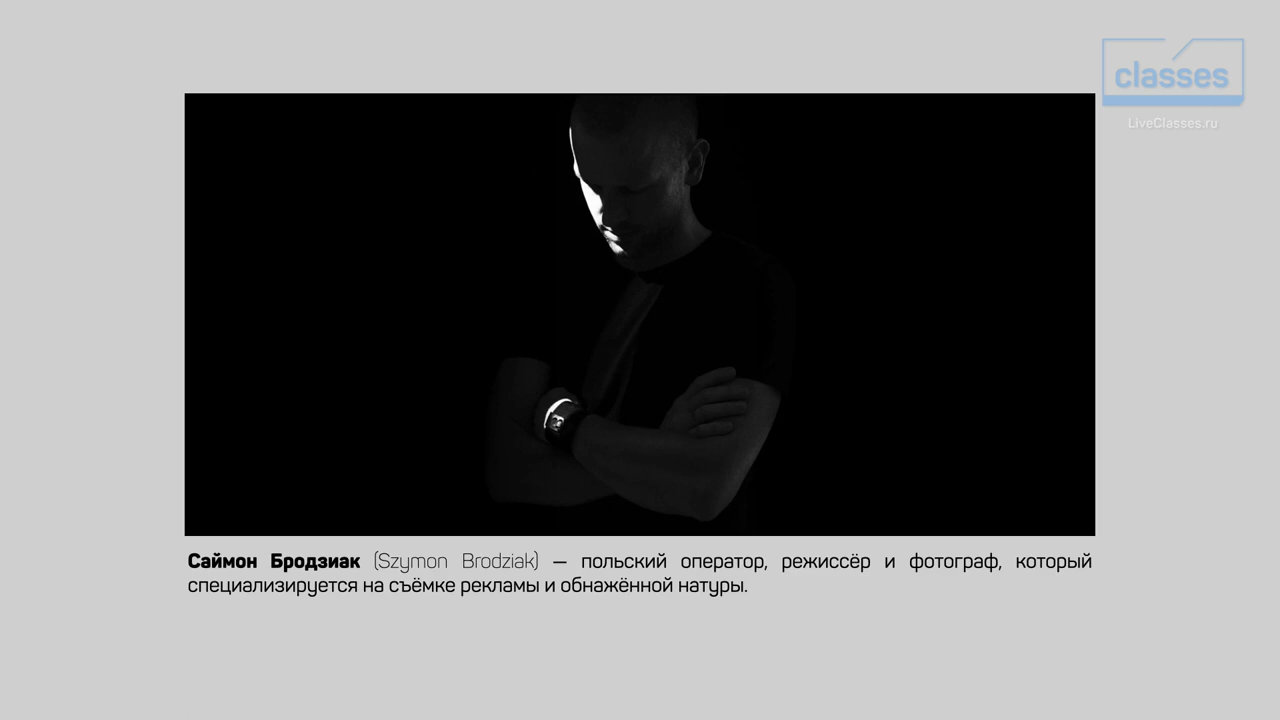 classes
LiveClasses.ru
Саймон Бродзиак (Szymon Brodziak) — польский оператор, режиссёр и фотограф, который
специализируется на съёмке рекламы и обнажённой натуры.